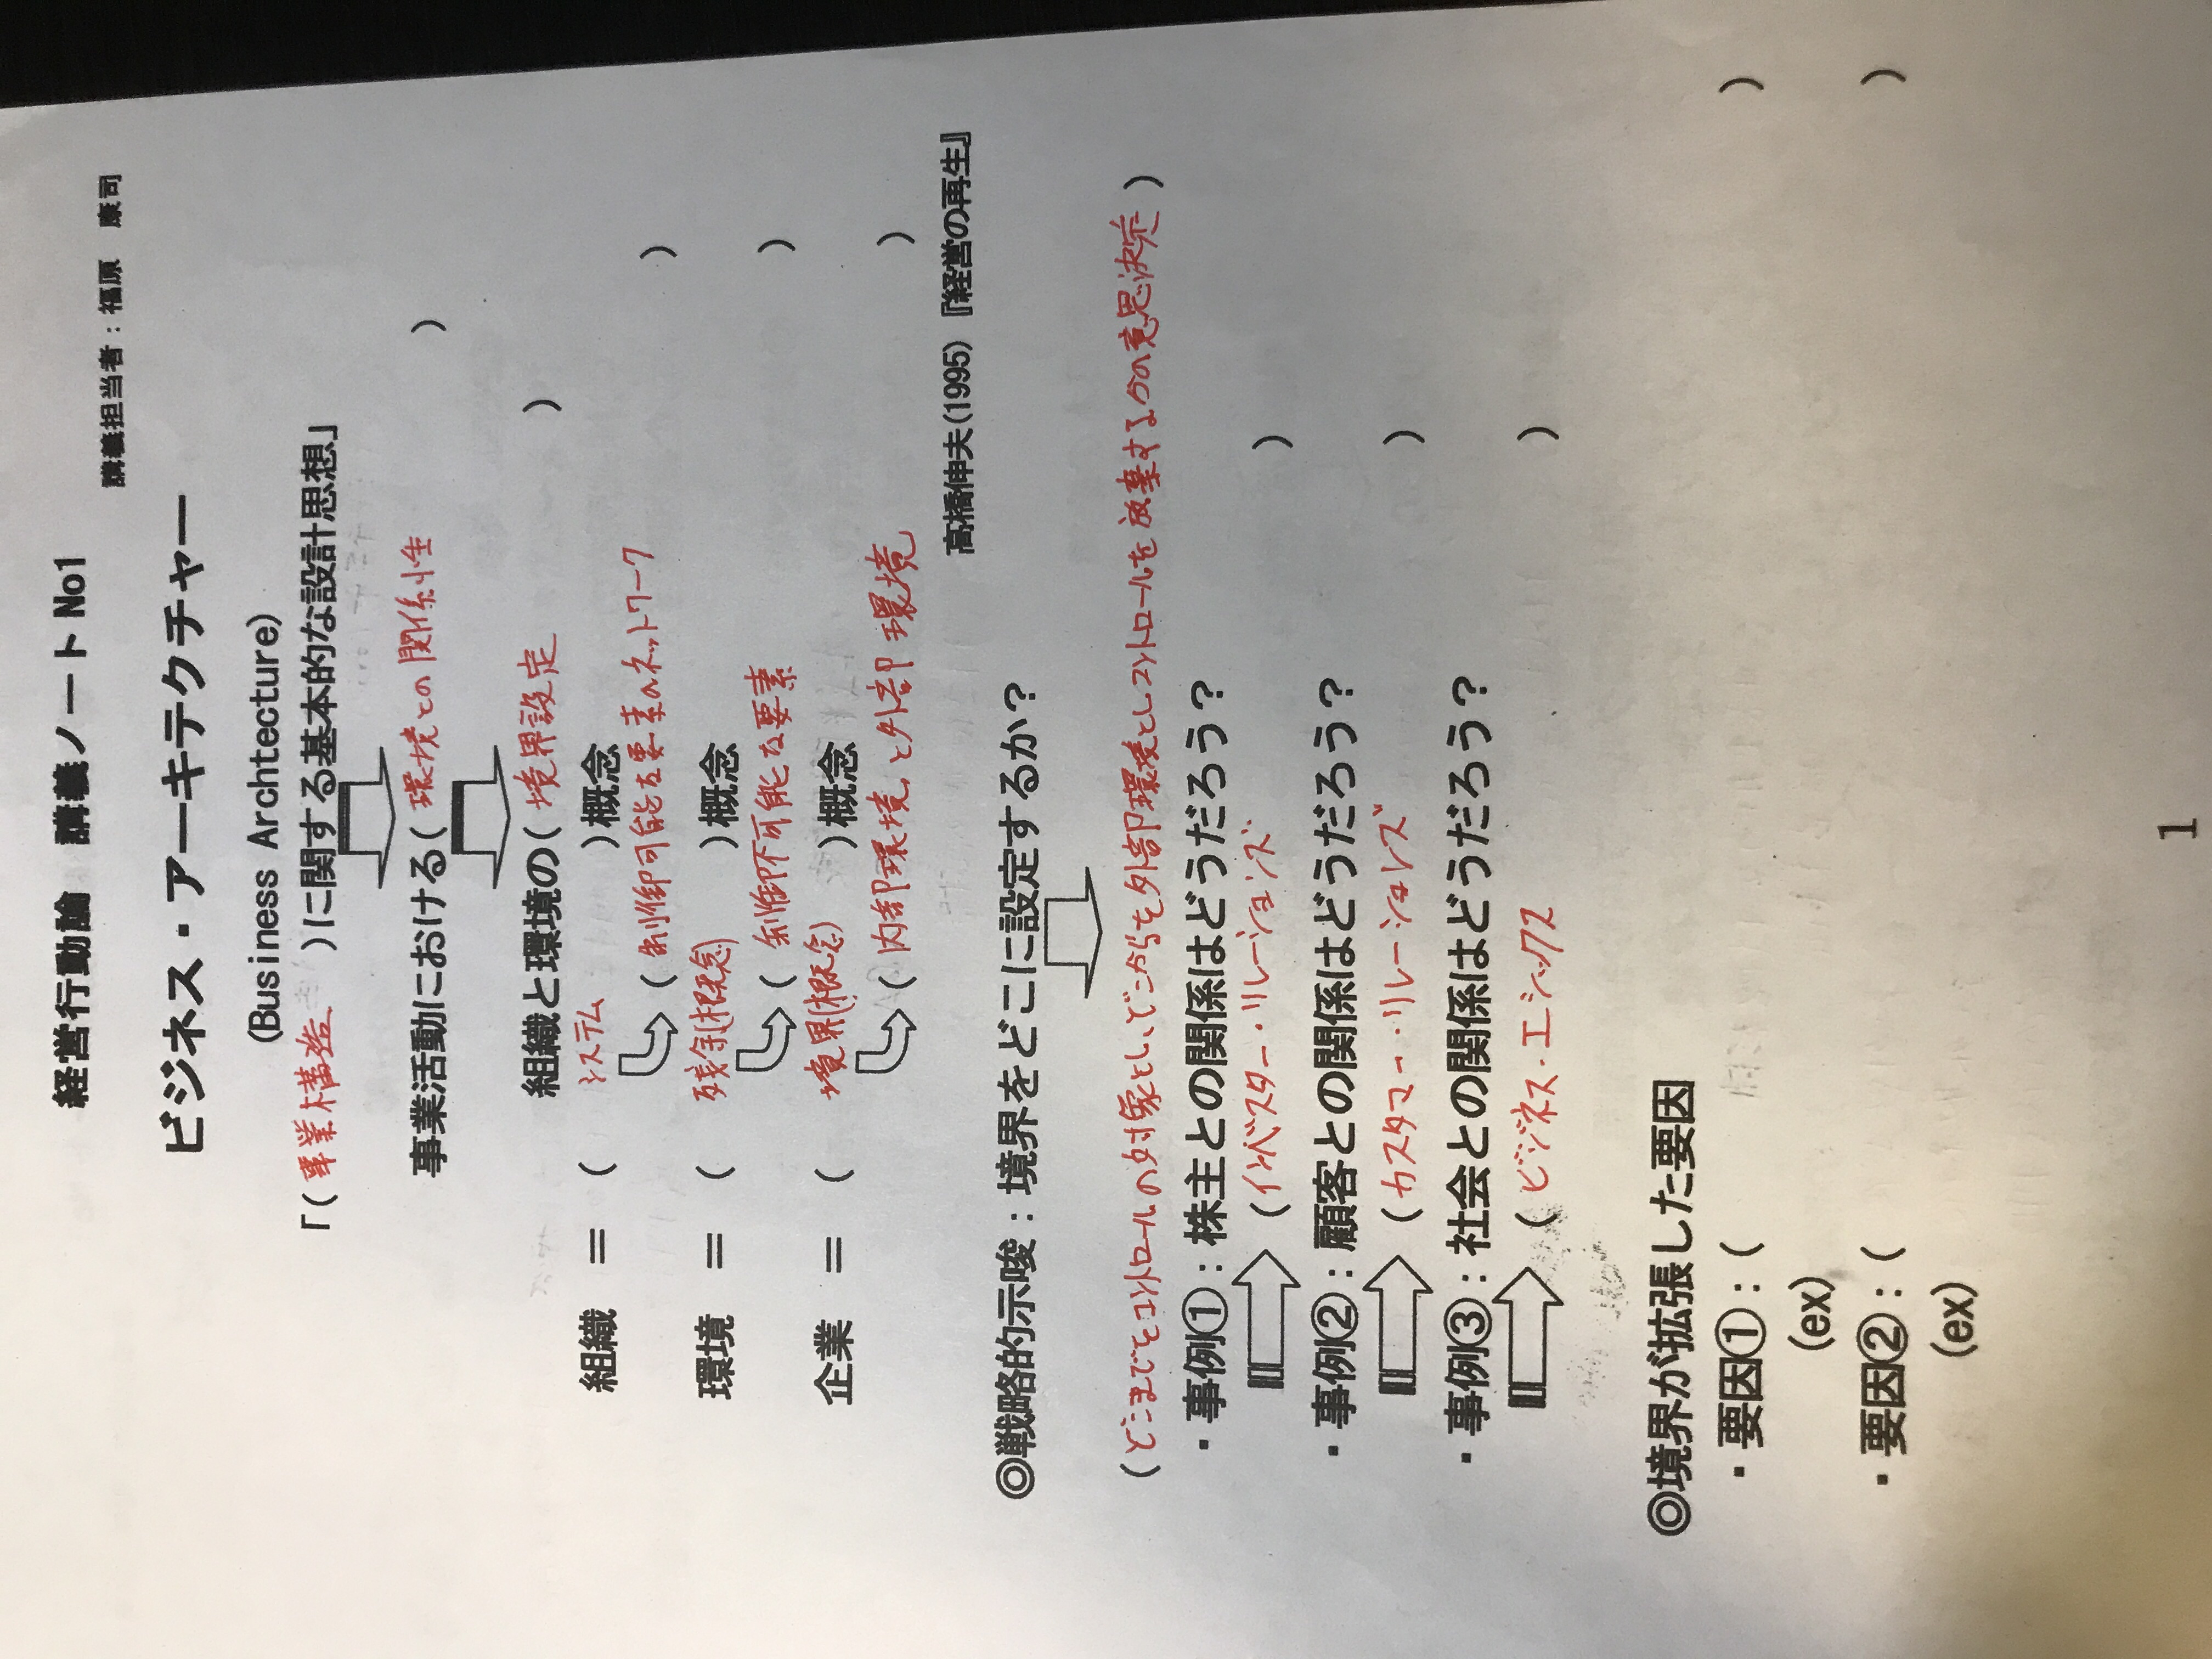 経営行動論　講義ノート No1
講義担当者：福原　康司
ビジネス・アーキテクチャー
(Business Archtecture)
「(事業構造　)に関する基本的な設計思想」
事業活動における(環境との関係性　)
組織と環境の(境界設定　)
組織　＝　(　システム　)概念
(制御可能な要素のネットワーク　)
環境　＝　(　残余(概念)　)概念
(制御不可能な要素　)
企業　＝　(　境界(概念)　)概念
(内部環境と外部環境　)
高橋伸夫(1995)『経営の再生』
◎戦略的示唆：境界をどこに設定するか？
(どこまでをコントロールの対象とし、どこからを外部環境としコントロールを放棄するかの意思決定)
・事例①：株主との関係はどうだろう？
(インベスター・リレーションズ　)
・事例②：顧客との関係はどうだろう？
(カスタマー・リレーションズ　)
・事例③：社会との関係はどうだろう？
(ビジネス・エシックス　)
◎境界が拡張した要因
・要因①：(　)
(ex)
・要因②：(　)
(ex)
1